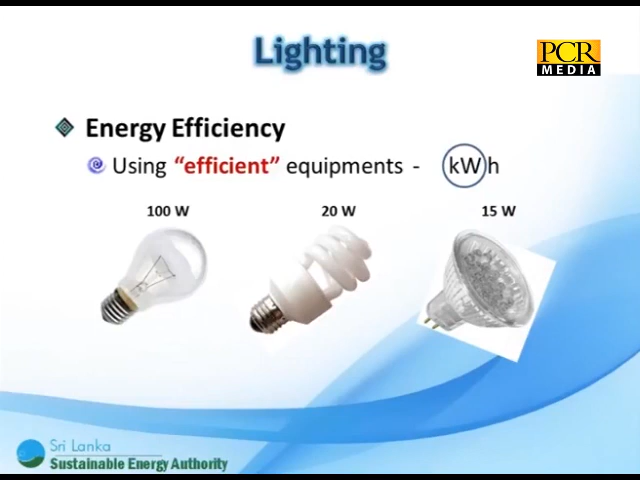 Lighting
PCR
MEDIA
Energy Efficiency
Using “efficient” equipments - kWh
100 W
20 W
15 W
Sri Lanka
Sustainable Energy Authority